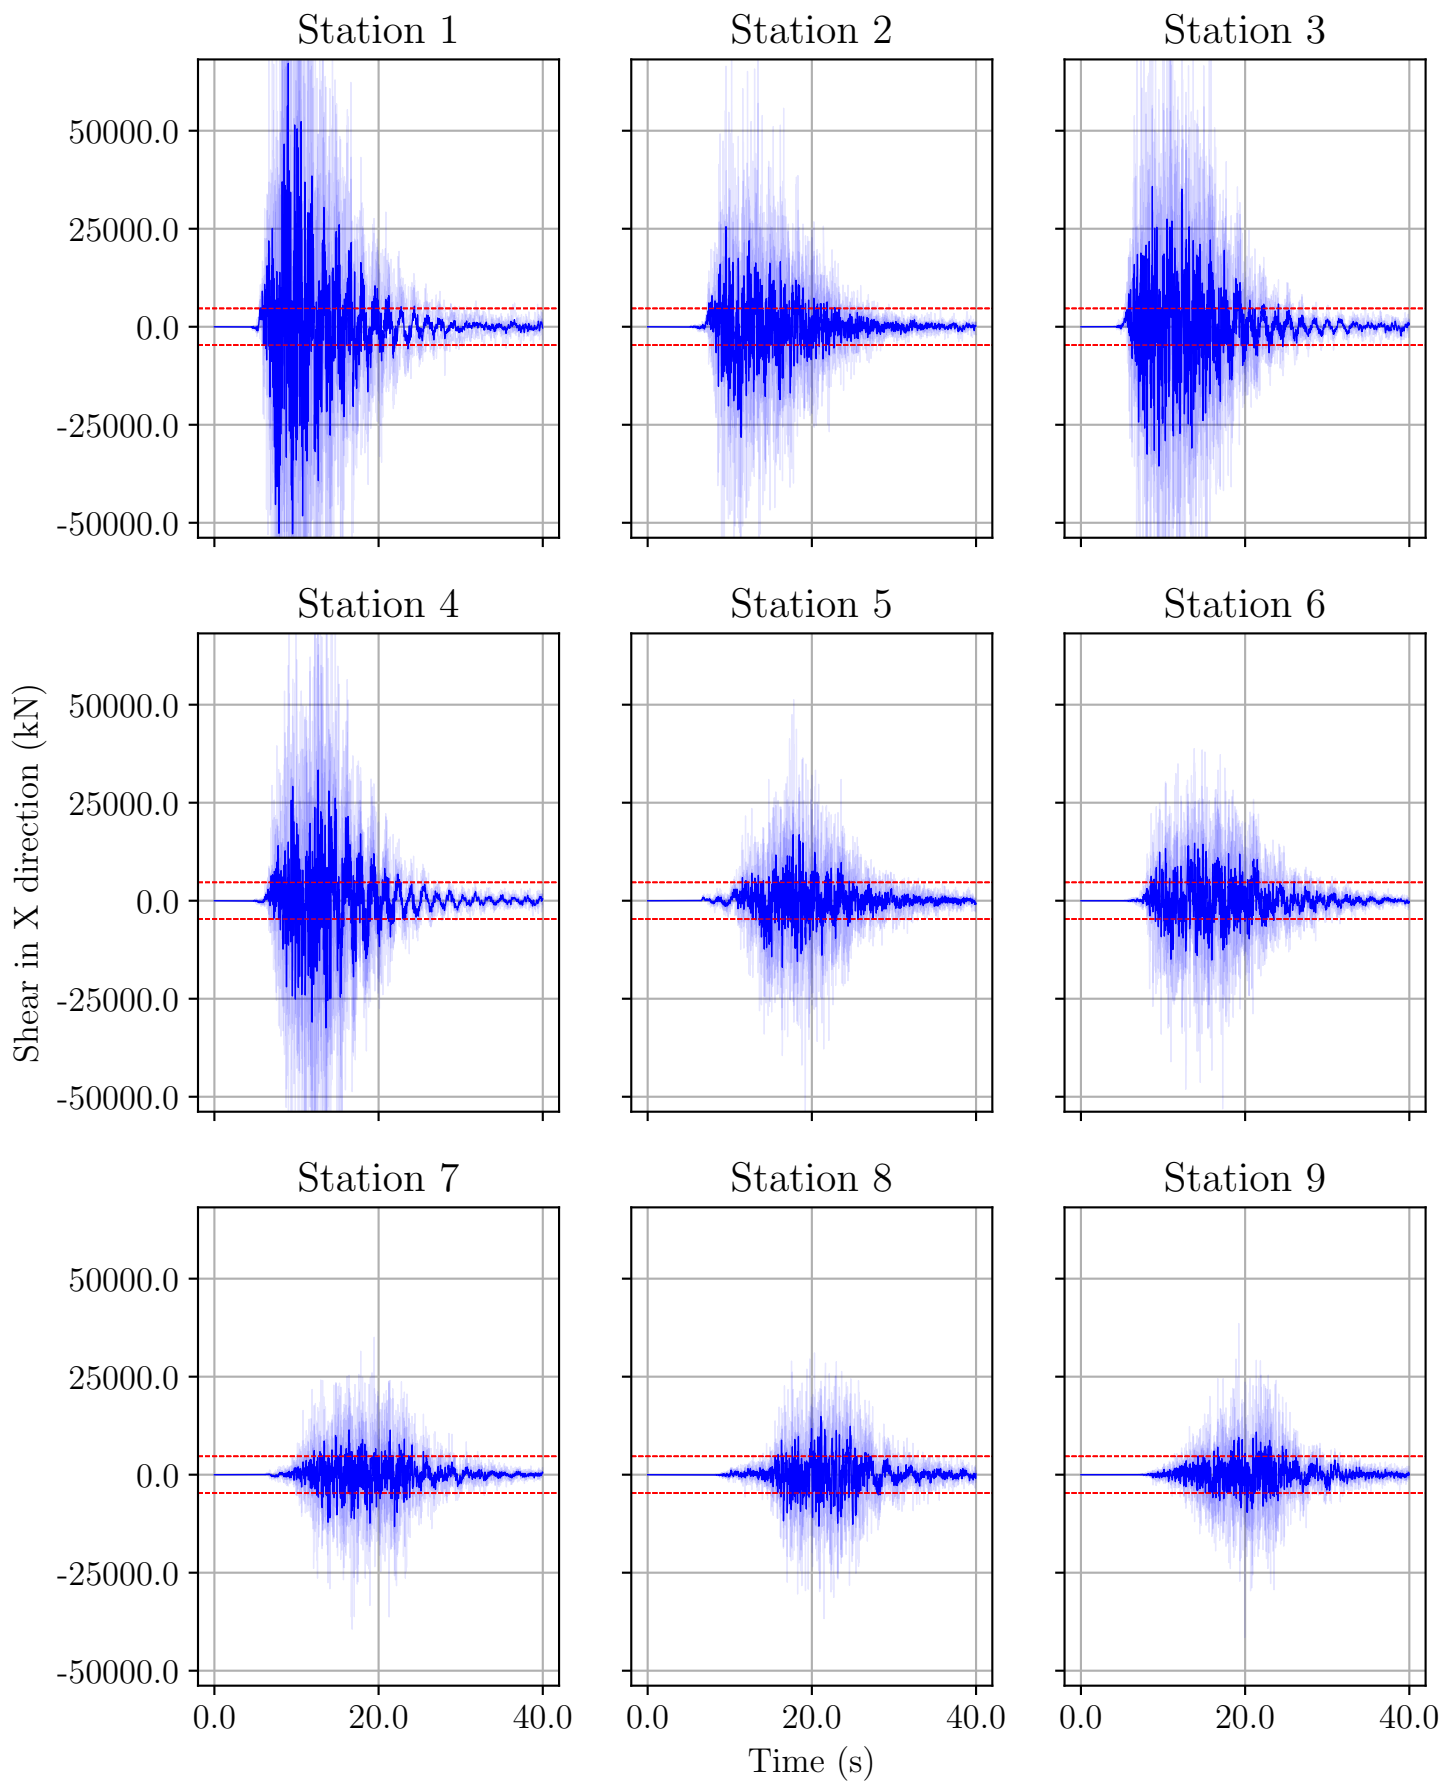 Station 1
Station 2
Station 3
50000.0
25000.0
0.0
-25000.0
-50000.0
Station 4
Station 5
Station 6
Shear in X direction (kN)
50000.0
25000.0
0.0
-25000.0
-50000.0
Station 7
Station 8
Station 9
50000.0
25000.0
0.0
-25000.0
-50000.0
0.0 20.0 40.0
0.0 20.0 40.0
0.0 20.0 40.0
Time (s)